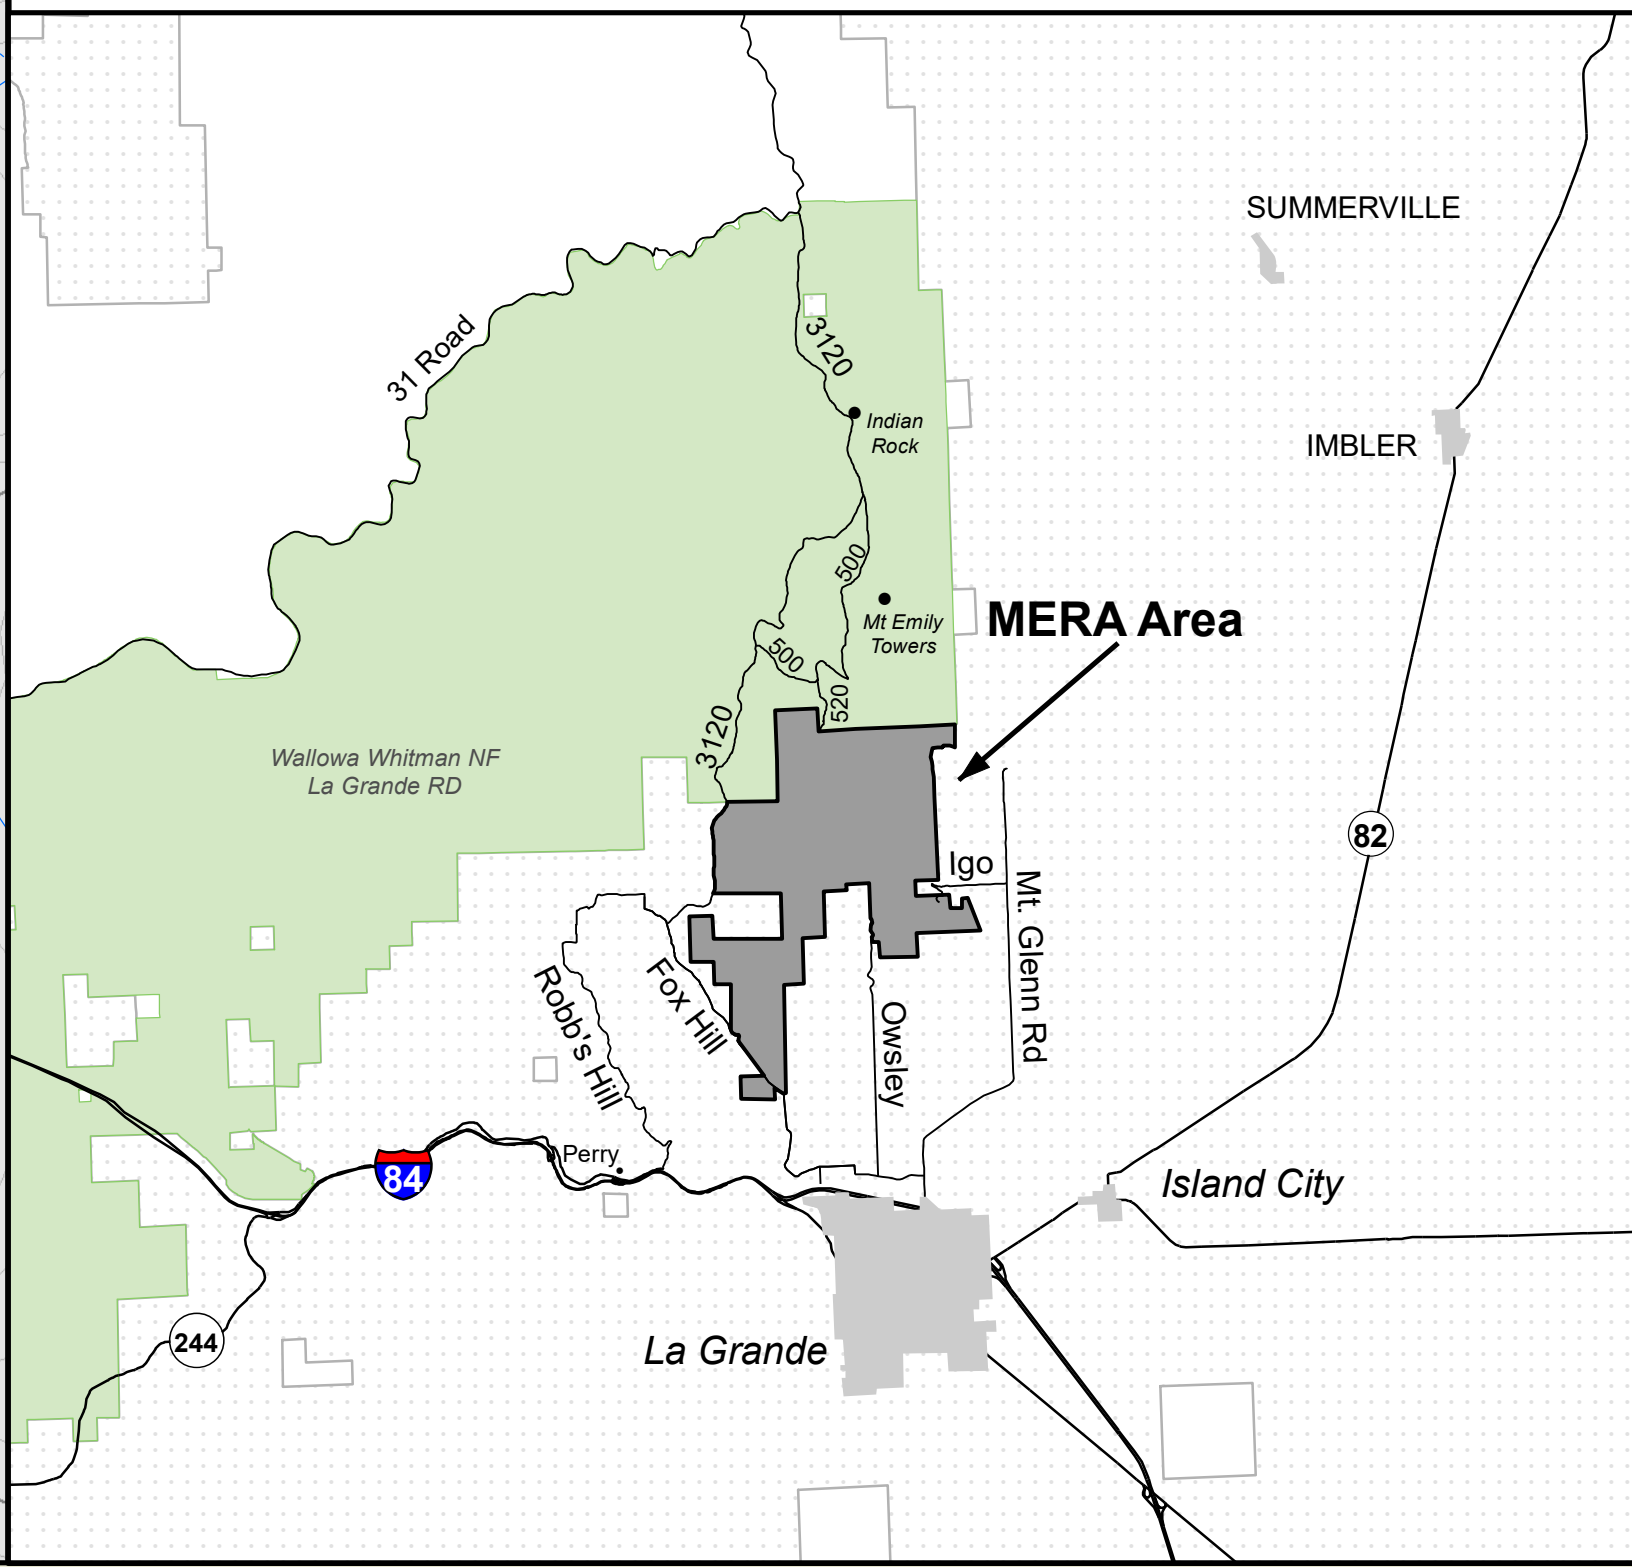 SUMMERVILLE
31 Road
3120
Indian
Rock
IMBLER
500
MERA Area
Mt Emily
Towers
500
520
3120
Wallowa Whitman NF
La Grande RD
82
Igo
Mt. Glenn Rd
Fox Hill
Robb's Hill
Owsley
Perry
84
Island City
244
La Grande